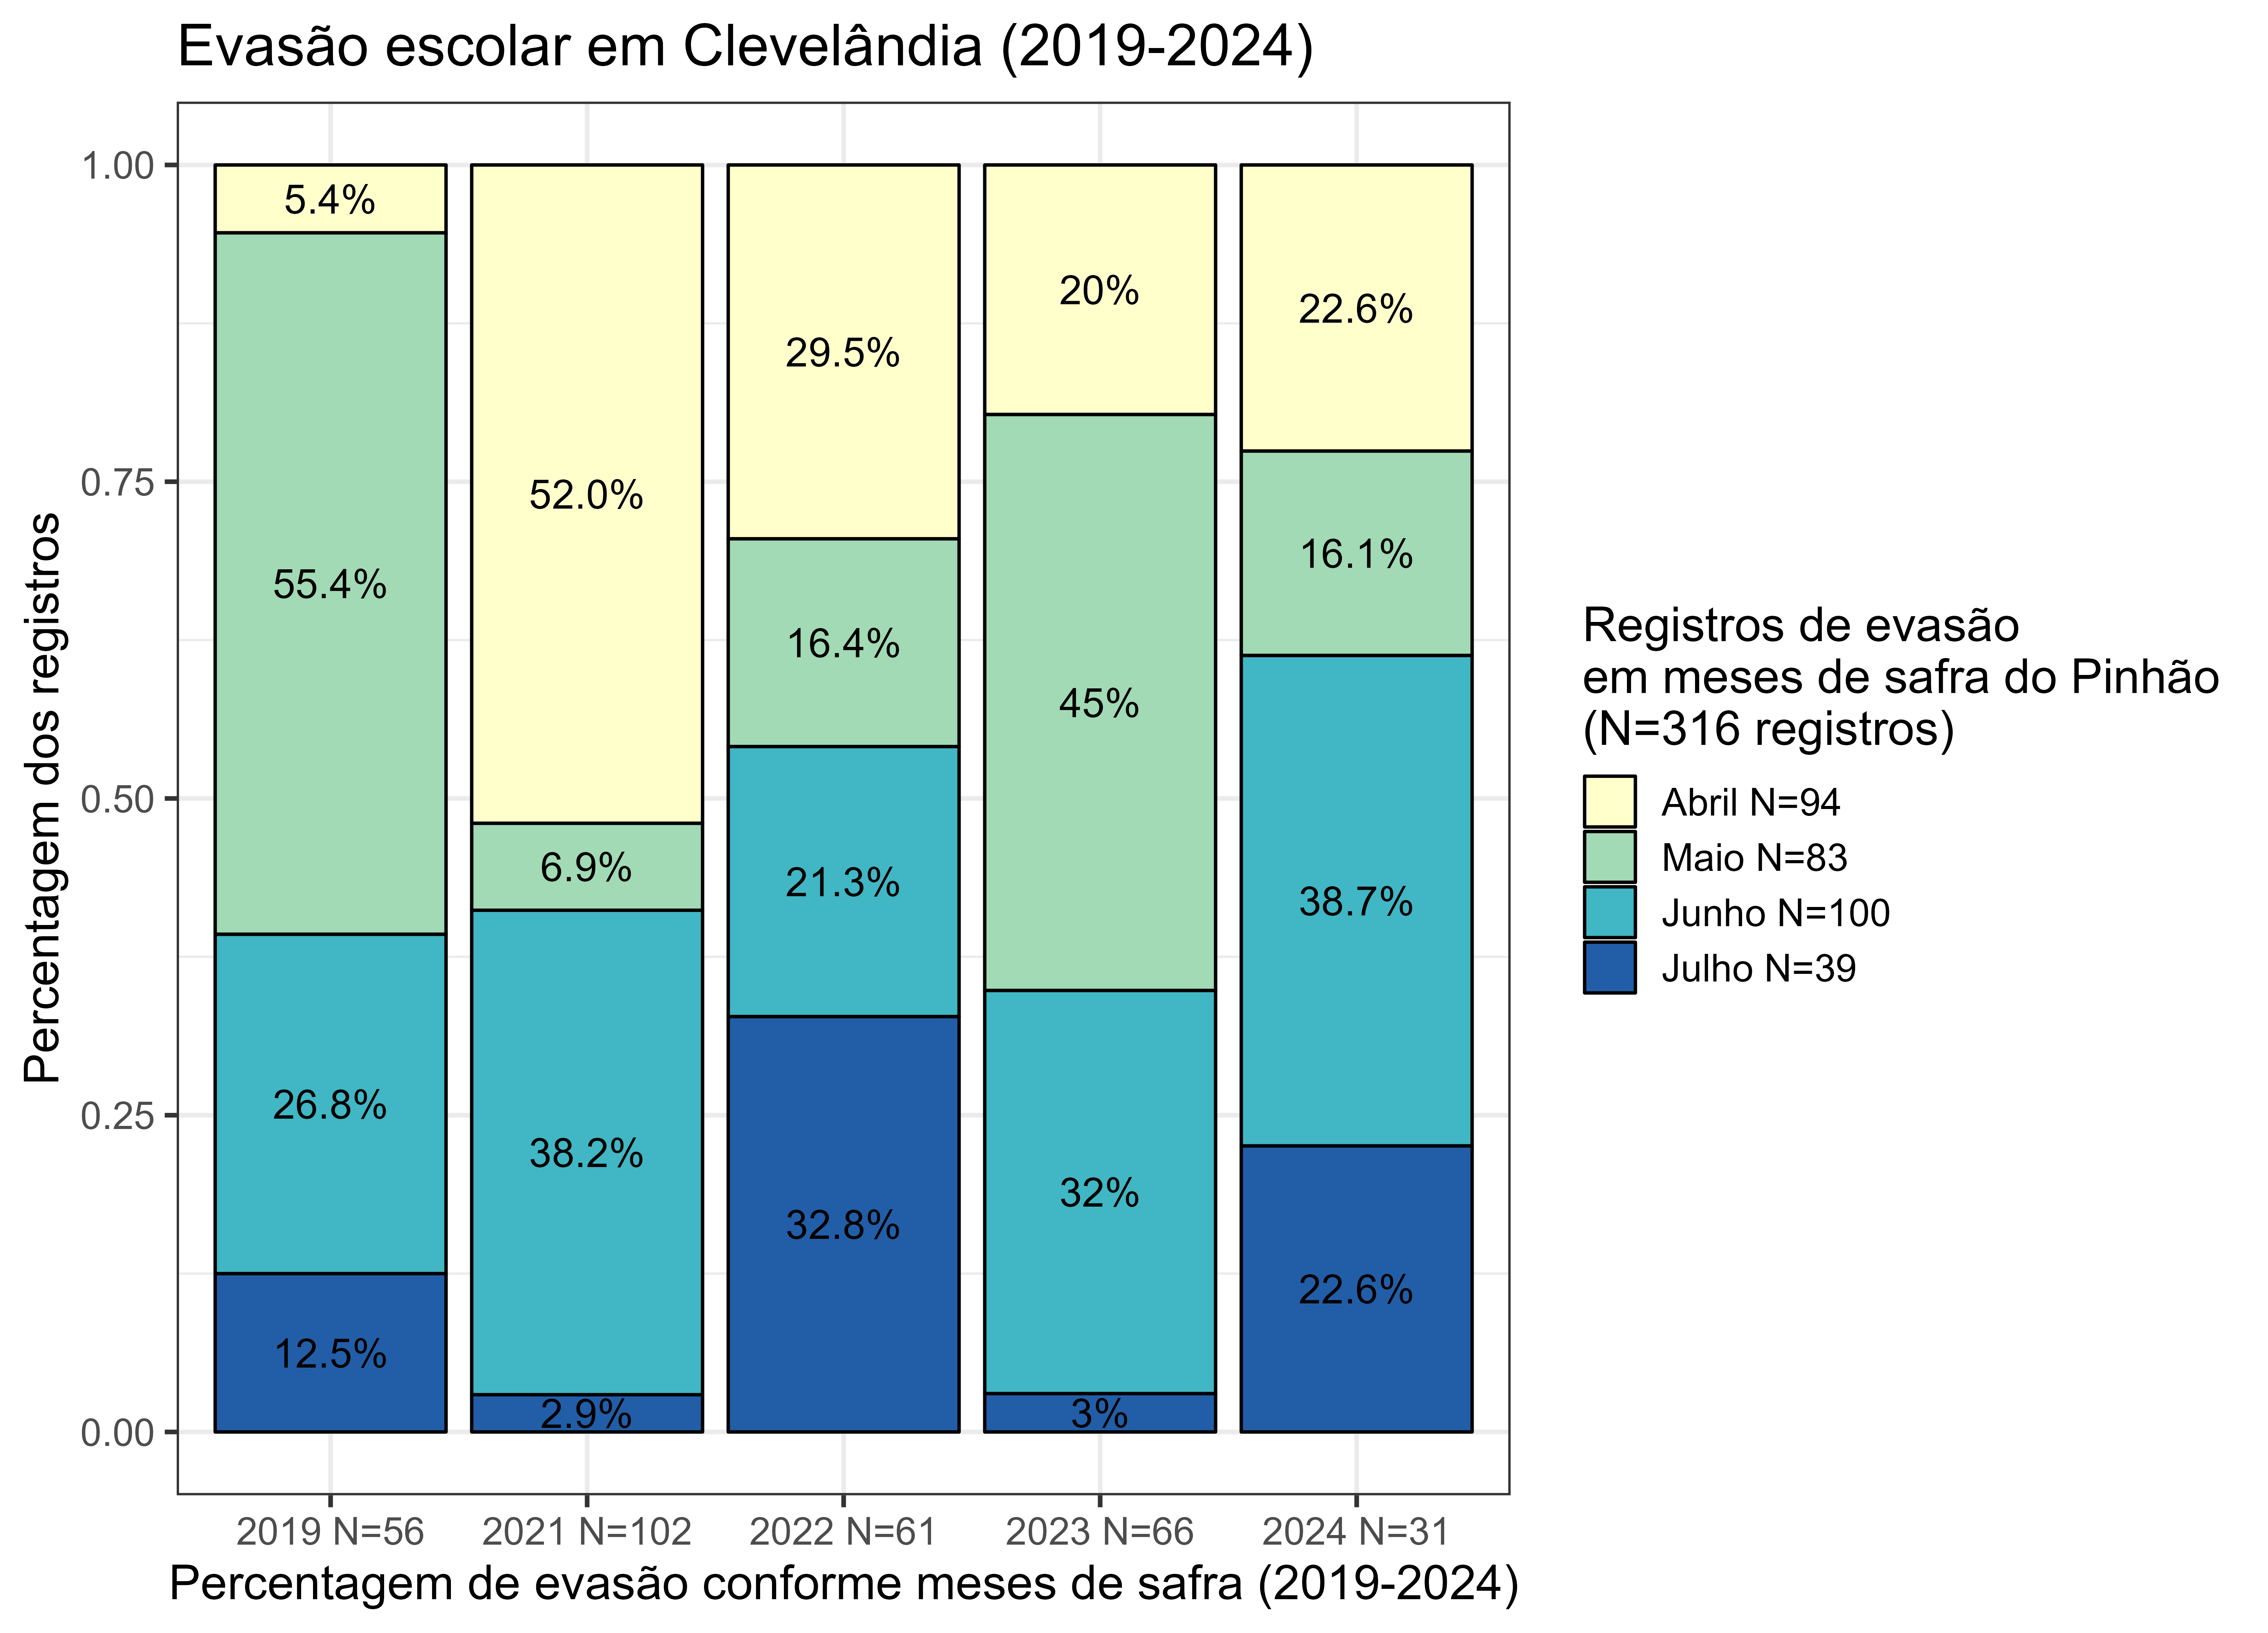 Evasão escolar em Clevelândia (2019-2024)
Percentagem dos registros
1.00
0.75
0.50
0.25
0.00
5.4%
55.4%
26.8%
12.5%
52.0%
6.9%
38.2%
2.9%
29.5%
16.4%
21.3%
32.8%
20%
45%
32%
3%
22.6%
16.1%
38.7%
22.6%
2019 N=56
2021 N=102
2022 N=61
2023 N=66
2024 N=31
Percentagem de evasão conforme meses de safra (2019-2024)
Registros de evasão
em meses de safra do Pinhão
(N=316 registros)
Abril N=94
Maio N=83
Junho N=100
Julho N=39